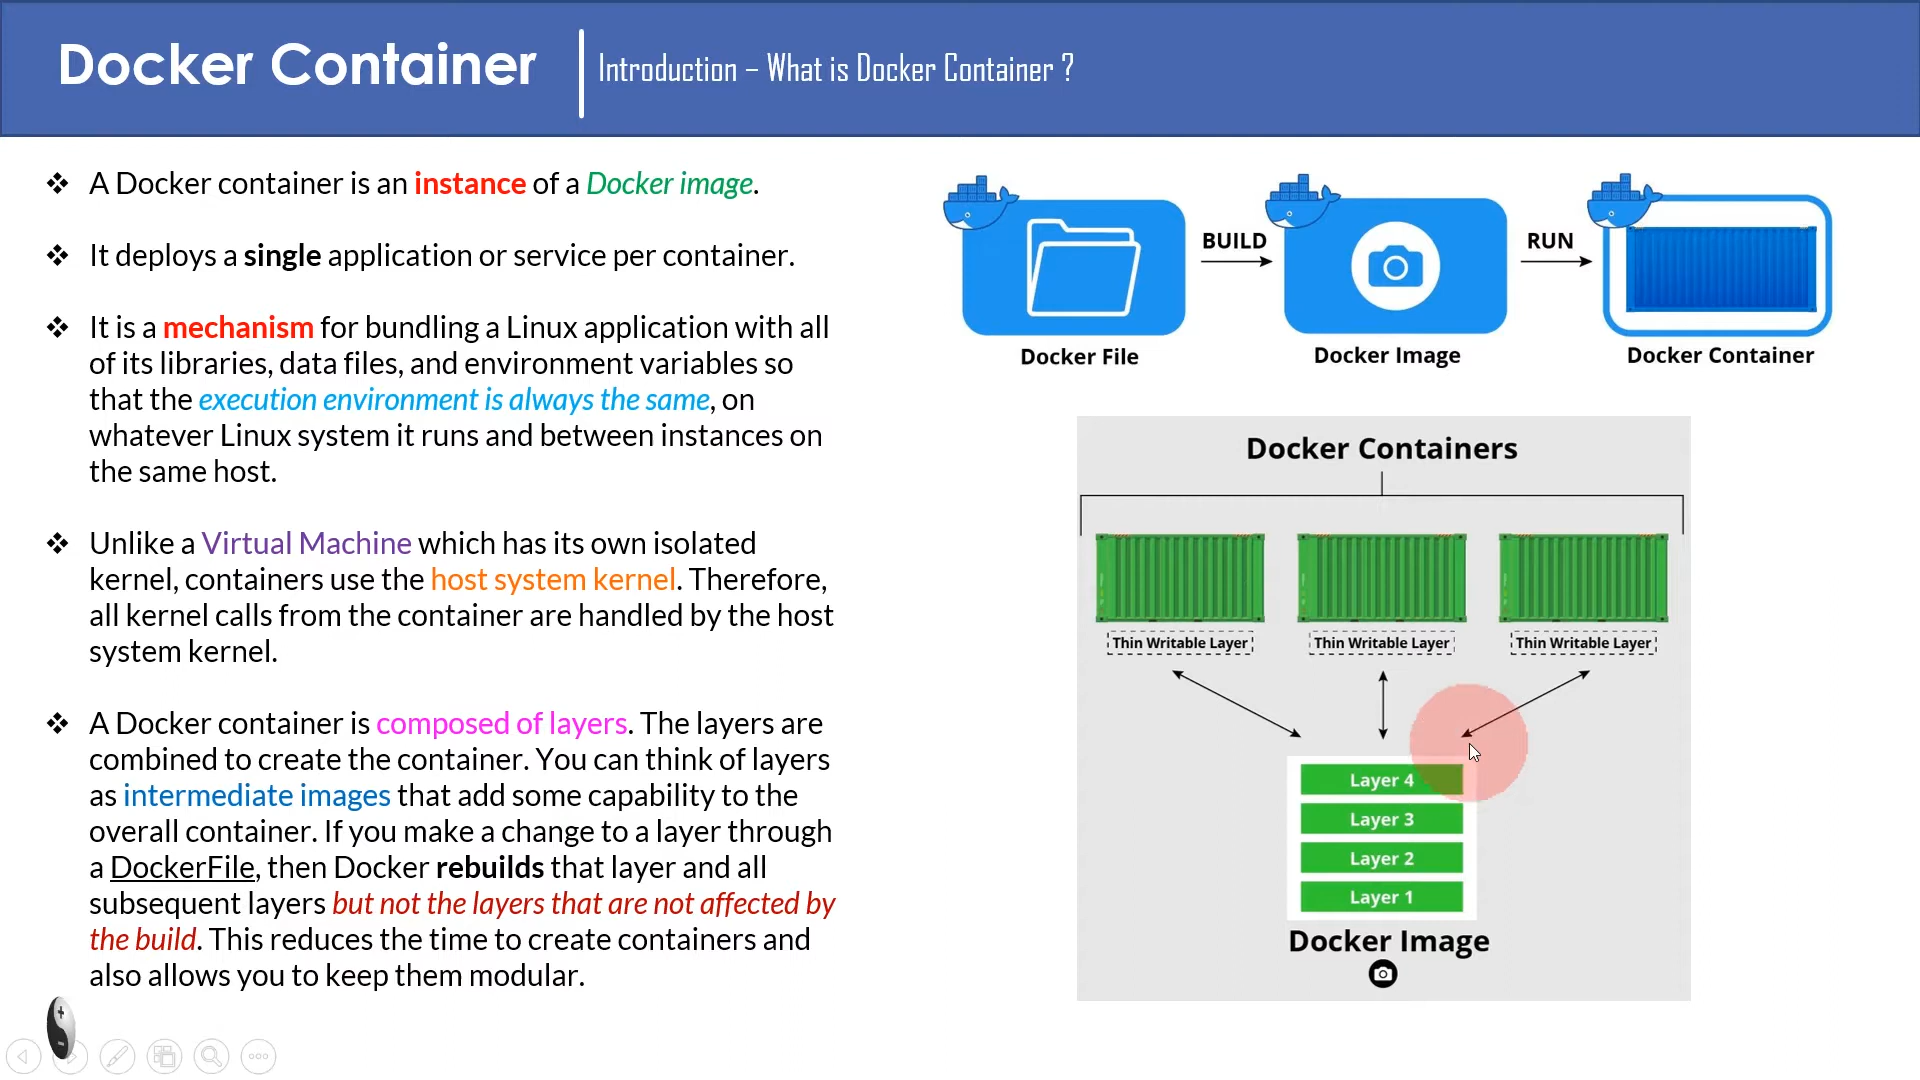 Docker Container
Introduction – What is Docker Container ?
❖ A Docker container is an instance of a Docker image.
❖ It deploys a single application or service per container.
❖ It is a mechanism for bundling a Linux application with all
of its libraries, data files, and environment variables so
that the execution environment is always the same, on
whatever Linux system it runs and between instances on
the same host.
❖ Unlike a Virtual Machine which has its own isolated
kernel, containers use the host system kernel. Therefore,
all kernel calls from the container are handled by the host
system kernel.
❖ A Docker container is composed of layers. The layers are
combined to create the container. You can think of layers
as intermediate images that add some capability to the
overall container. If you make a change to a layer through
a DockerFile, then Docker rebuilds that layer and all
subsequent layers but not the layers that are not affected by
the build. This reduces the time to create containers and
also allows you to keep them modular.
BUILD
RUN
Docker File
Docker Image
Docker Container
Docker Containers
Thin Writable Layer
Thin Writable Layer
Thin Writable Layer
Layer 4
Layer 3
Layer 2
Layer 1
Docker Image